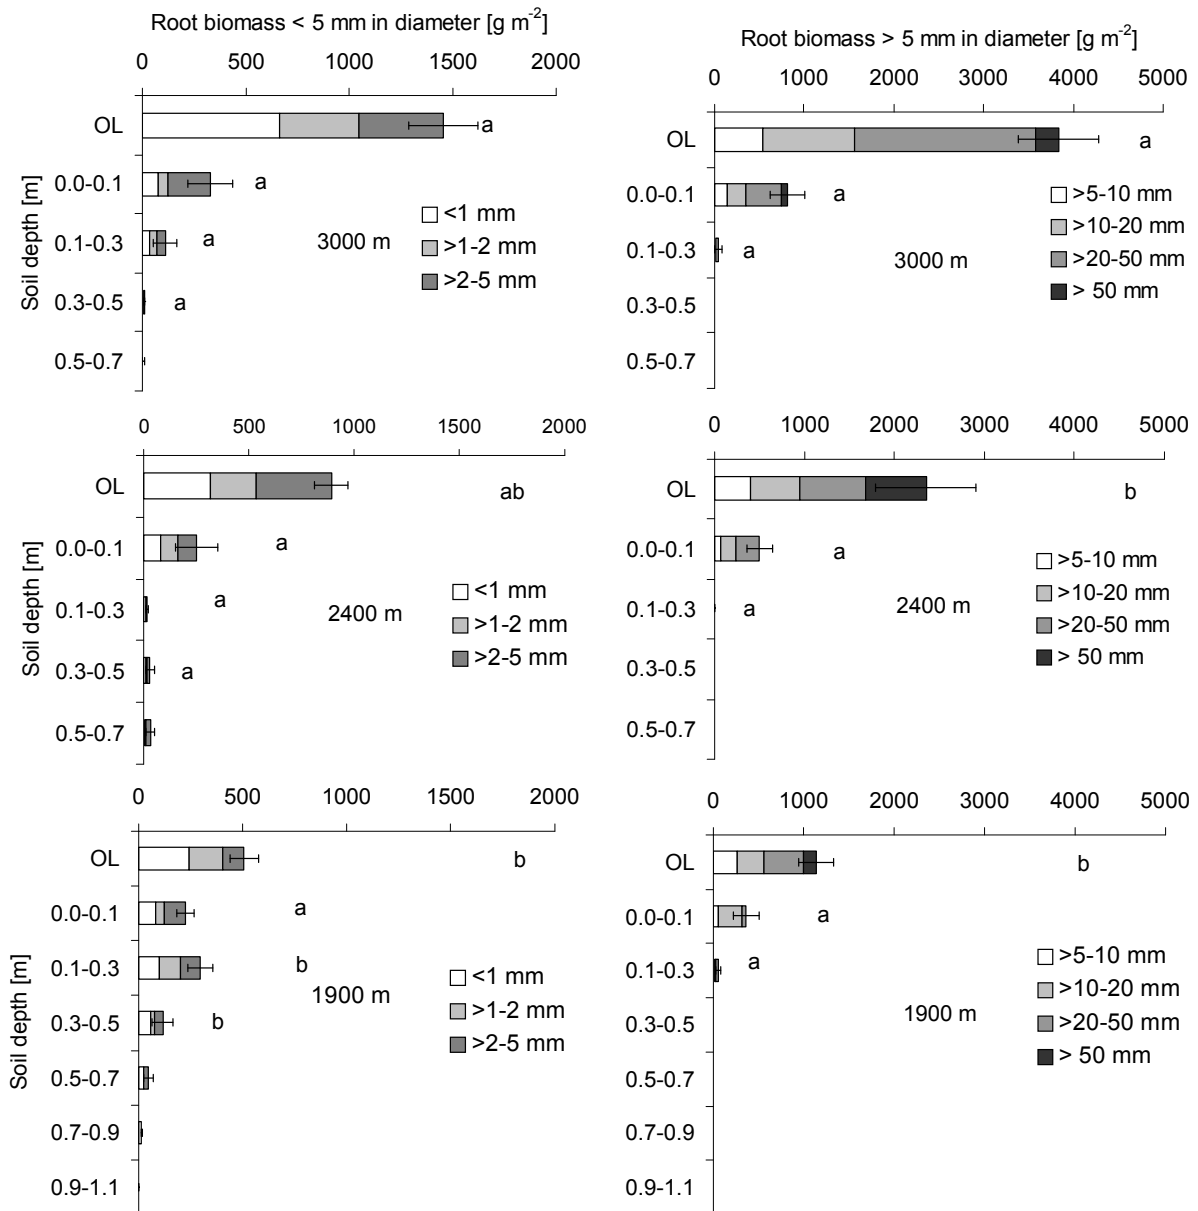 Root biomass < 5 mm in diameter [g m-2]
0 500 1000 1500 2000
OL a
0.0-0.1 a
0.1-0.3 a
0.3-0.5 a
0.5-0.7
Soil depth [m]
3000 m
<1 mm
>1-2 mm
>2-5 mm
Root biomass > 5 mm in diameter [g m-2]
0 1000 2000 3000 4000 5000
OL a
0.0-0.1 a
0.1-0.3 a
0.3-0.5
0.5-0.7
3000 m
>5-10 mm
>10-20 mm
>20-50 mm
> 50 mm
0 500 1000 1500 2000
OL ab
0.0-0.1 a
0.1-0.3 a
0.3-0.5 a
0.5-0.7
Soil depth [m]
2400 m
<1 mm
>1-2 mm
>2-5 mm
0 1000 2000 3000 4000 5000
OL b
0.0-0.1 a
0.1-0.3 a
0.3-0.5
0.5-0.7
2400 m
>5-10 mm
>10-20 mm
>20-50 mm
> 50 mm
0 500 1000 1500 2000
OL b
0.0-0.1 a
0.1-0.3 b
0.3-0.5 b
0.5-0.7
0.7-0.9
0.9-1.1
Soil depth [m]
1900 m
<1 mm
>1-2 mm
>2-5 mm
0 1000 2000 3000 4000 5000
OL b
0.0-0.1 a
0.1-0.3 a
0.3-0.5
0.5-0.7
0.7-0.9
0.9-1.1
1900 m
>5-10 mm
>10-20 mm
>20-50 mm
> 50 mm